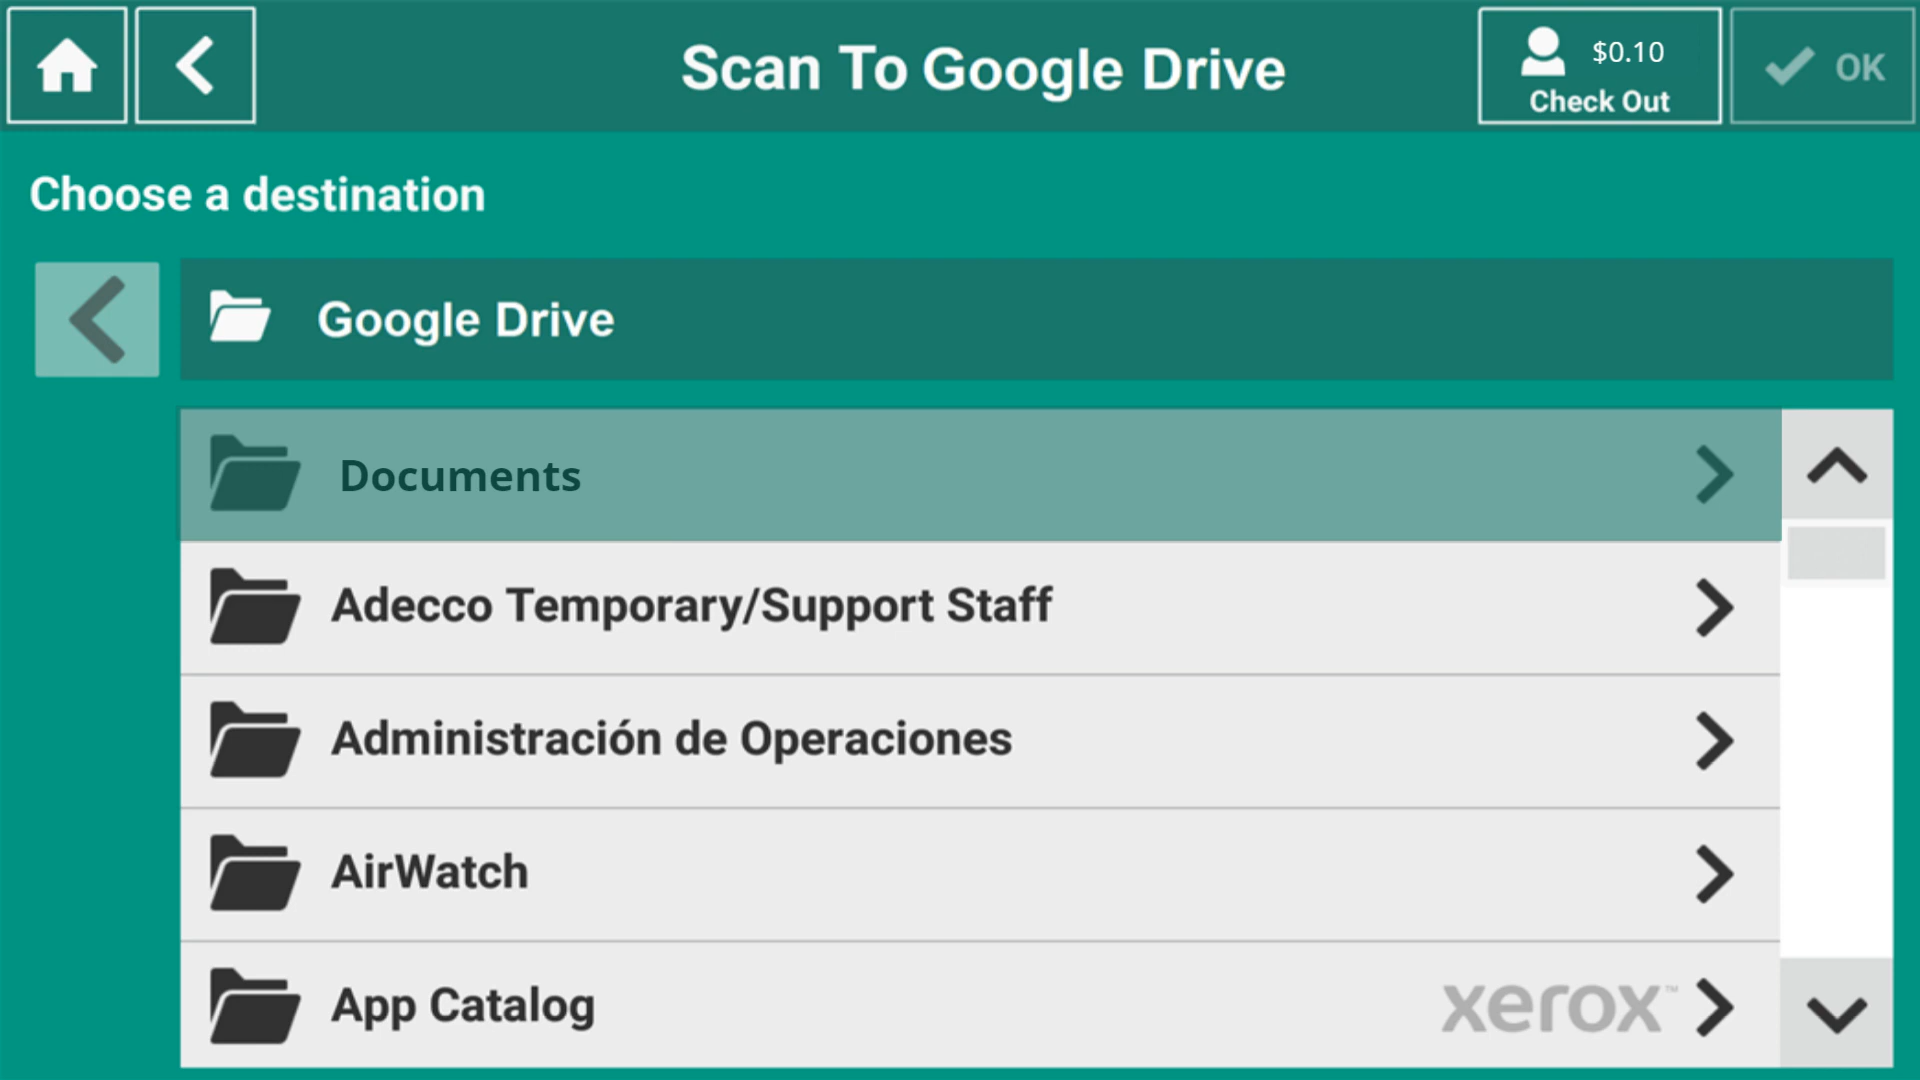 Scan To Google Drive
$0.10
Check Out
OK
Choose a destination
Google Drive
Documents
Adecco Temporary/Support Staff
Administración de Operaciones
AirWatch
App Catalog
xerox™